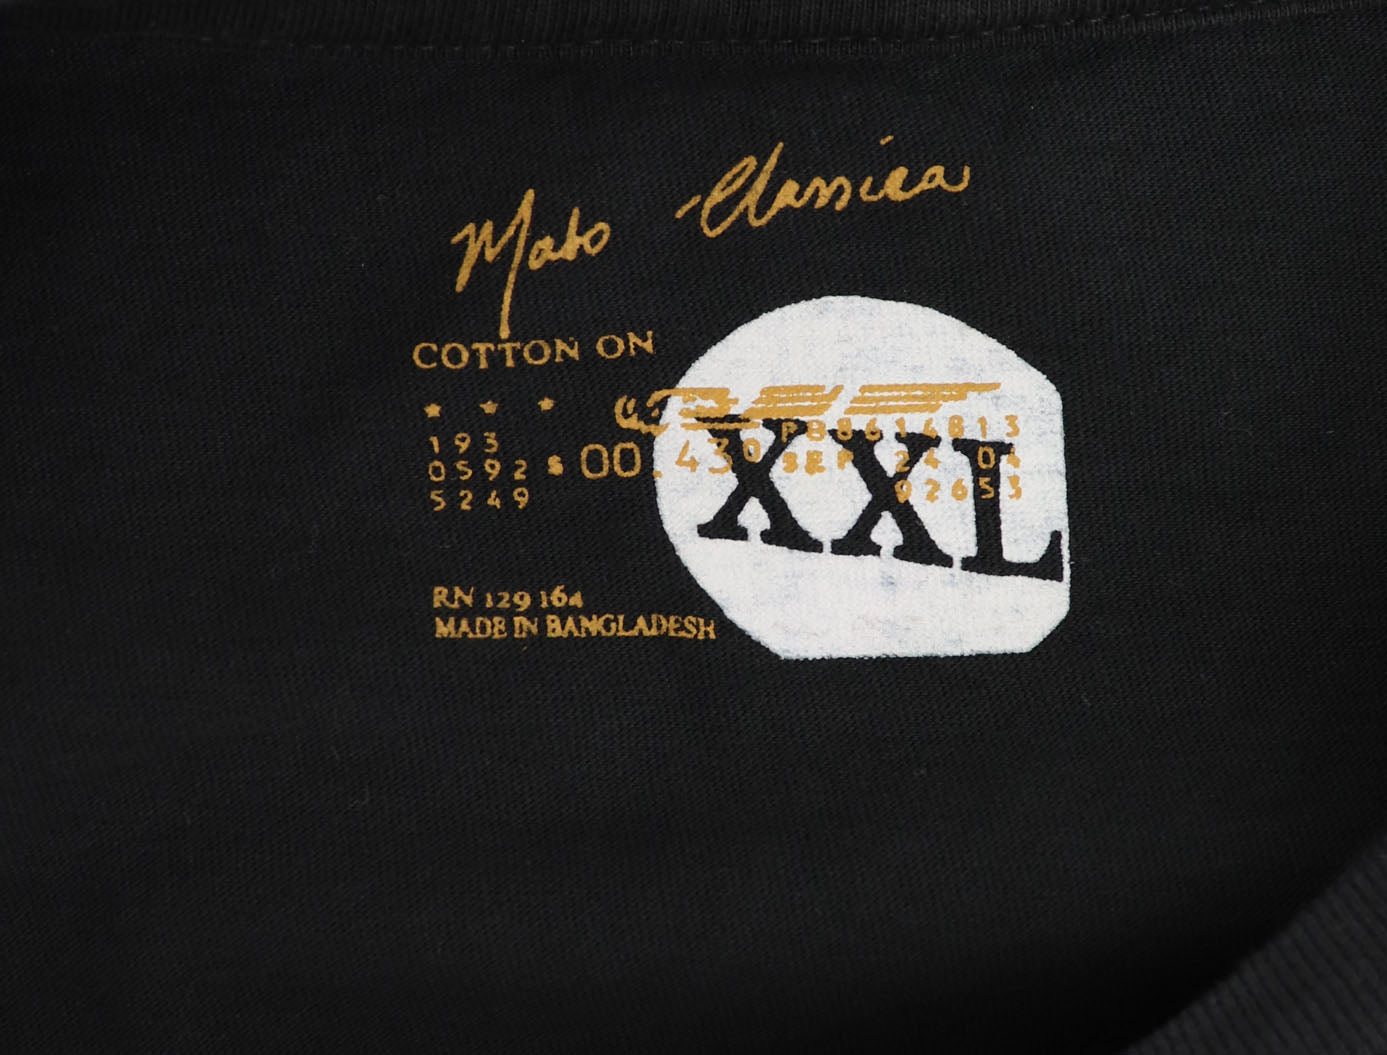 Mato Classica
COTTON ON
193
0592
5249
$ 00.430
PB8614813
SEP 24 04
92653
XXL
RN 129 164
MADE IN BANGLADESH